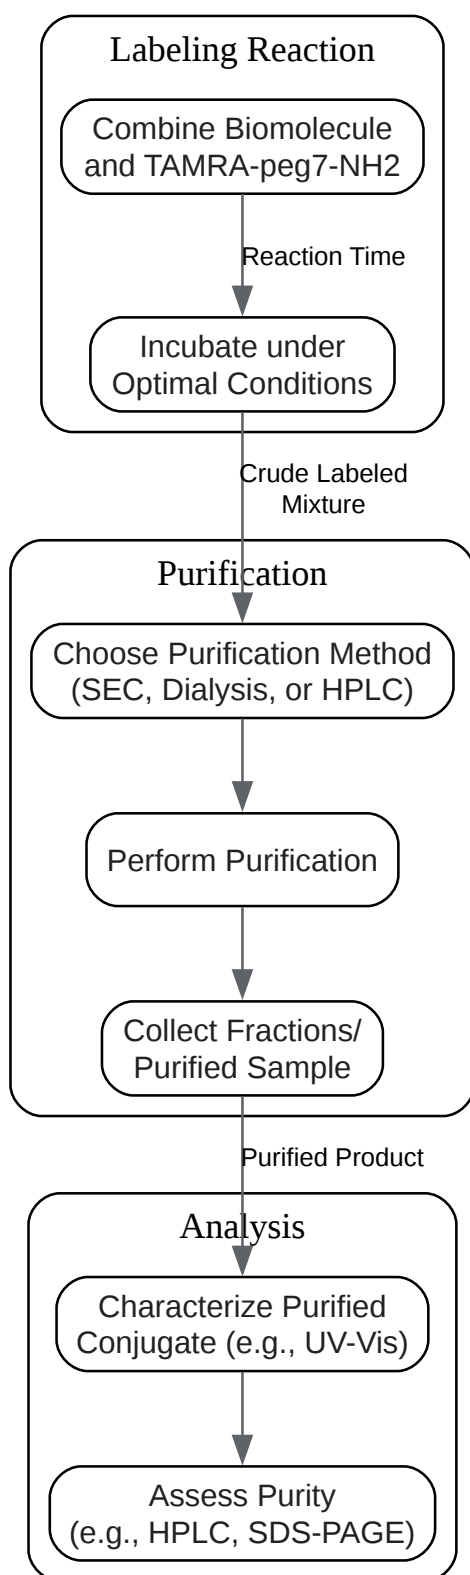 Labeling Reaction
Combine Biomolecule
and TAMRA-peg7-NH2
Reaction Time
Incubate under
Optimal Conditions
Crude Labeled
Mixture
Purification
Choose Purification Method
(SEC, Dialysis, or HPLC)
Perform Purification
Collect Fractions/
Purified Sample
Purified Product
Analysis
Characterize Purified
Conjugate (e.g., UV-Vis)
Assess Purity
(e.g., HPLC, SDS-PAGE)